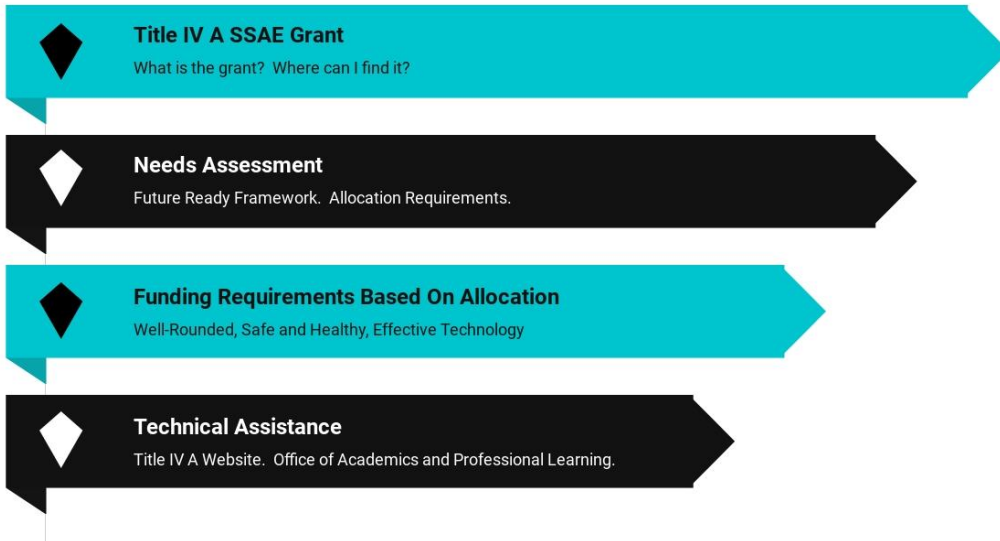 Title IV A SSAE Grant
What is the grant?  Where can I find it?
Needs Assessment
Future Ready Framework.  Allocation Requirements.
Funding Requirements Based On Allocation
Well-Rounded, Safe and Healthy, Effective Technology
Technical Assistance
Title IV A Website.  Office of Academics and Professional Learning.